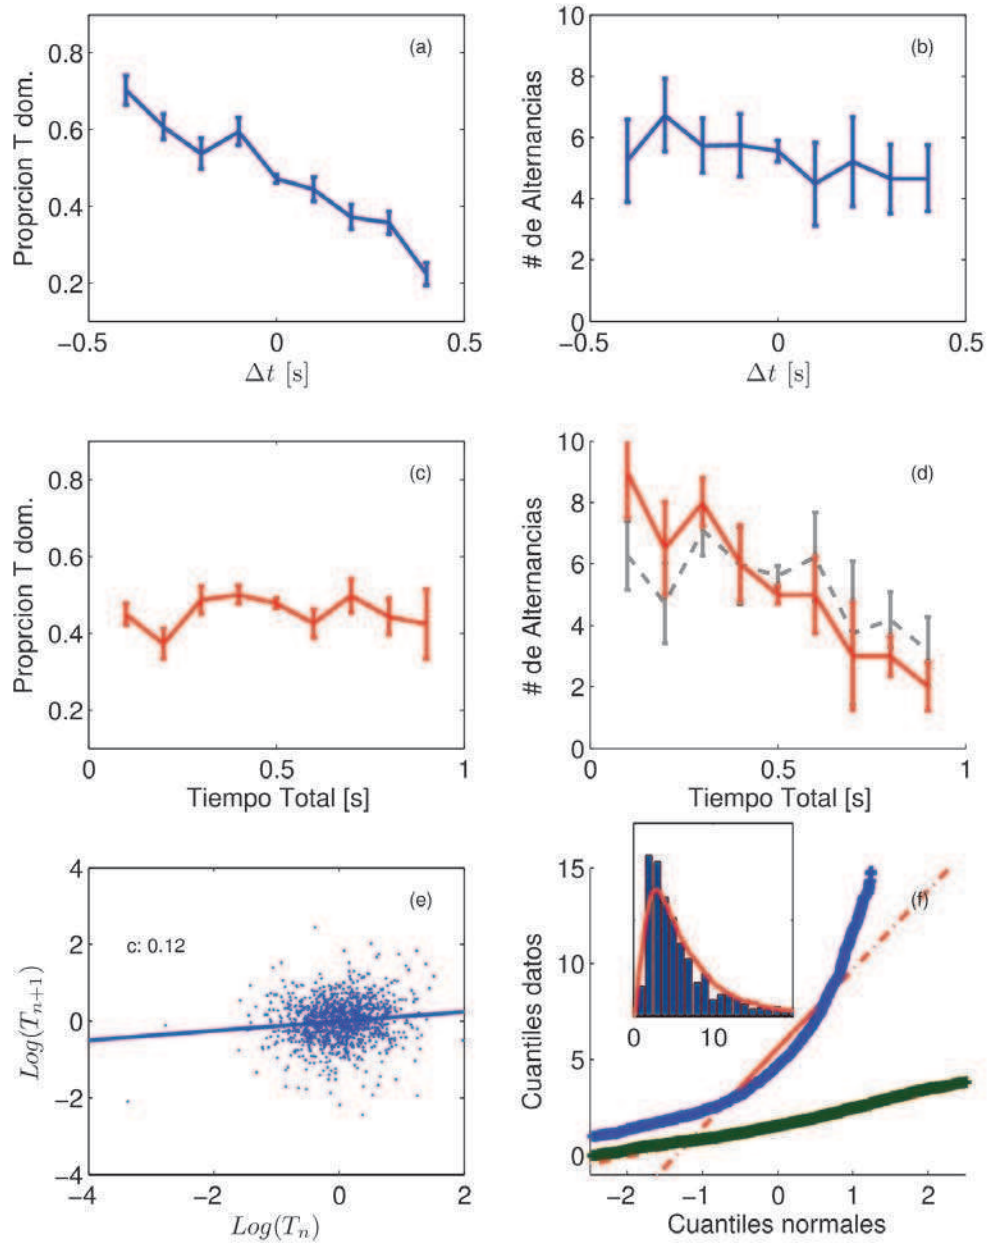 (a)
Proprcion T dom.
0.8
0.6
0.4
0.2
−0.5
0
0.5
Δt [s]
(b)
# de Alternancias
10
8
6
4
2
0
−0.5
0
0.5
Δt [s]
(c)
Proprcion T dom.
0.8
0.6
0.4
0.2
0
0.5
1
Tiempo Total [s]
(d)
# de Alternancias
10
8
6
4
2
0
0
0.5
1
Tiempo Total [s]
(e)
c: 0.12
Log(Tn+1)
4
2
0
−2
−4
−4
−2
0
2
Log(Tn)
(f)
Cuantiles datos
15
10
5
0
0
10
−2
−1
0
1
2
Cuantiles normales